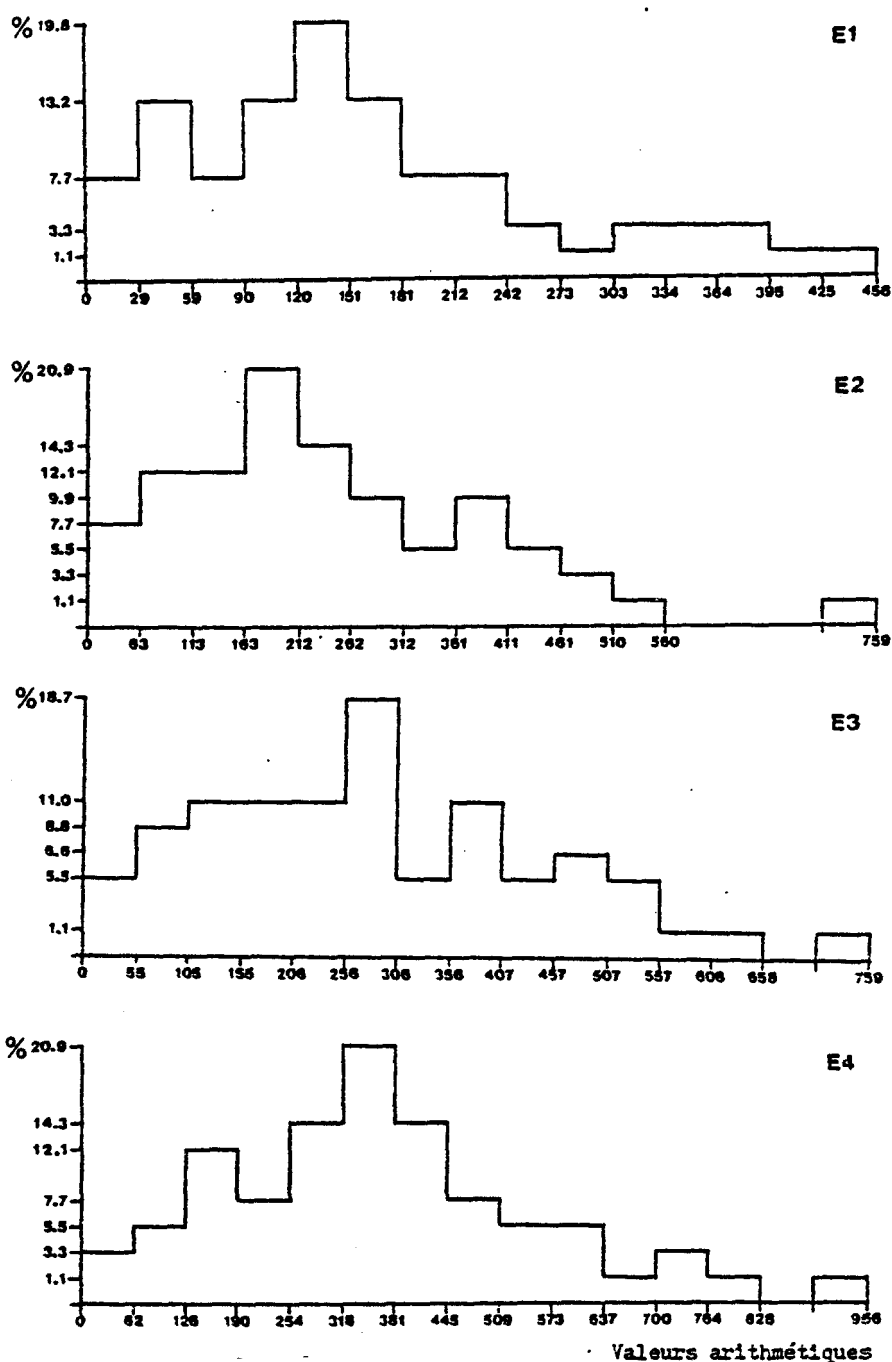 % 19.8
E1
13.2
7.7
3.3
1.1
0 29 59 90 120 151 181 212 242 273 303 334 364 395 425 456
% 20.9
E2
14.3
12.1
9.9
7.7
5.5
3.3
1.1
0 63 113 163 212 262 312 361 411 461 510 560 759
% 18.7
E3
11.0
8.8
6.6
5.5
1.1
0 55 105 155 206 256 306 356 407 457 507 557 608 658 759
% 20.9
E4
14.3
12.1
7.7
5.5
3.3
1.1
0 62 126 190 254 318 381 445 509 573 637 700 764 828 956
Valeurs arithmétiques